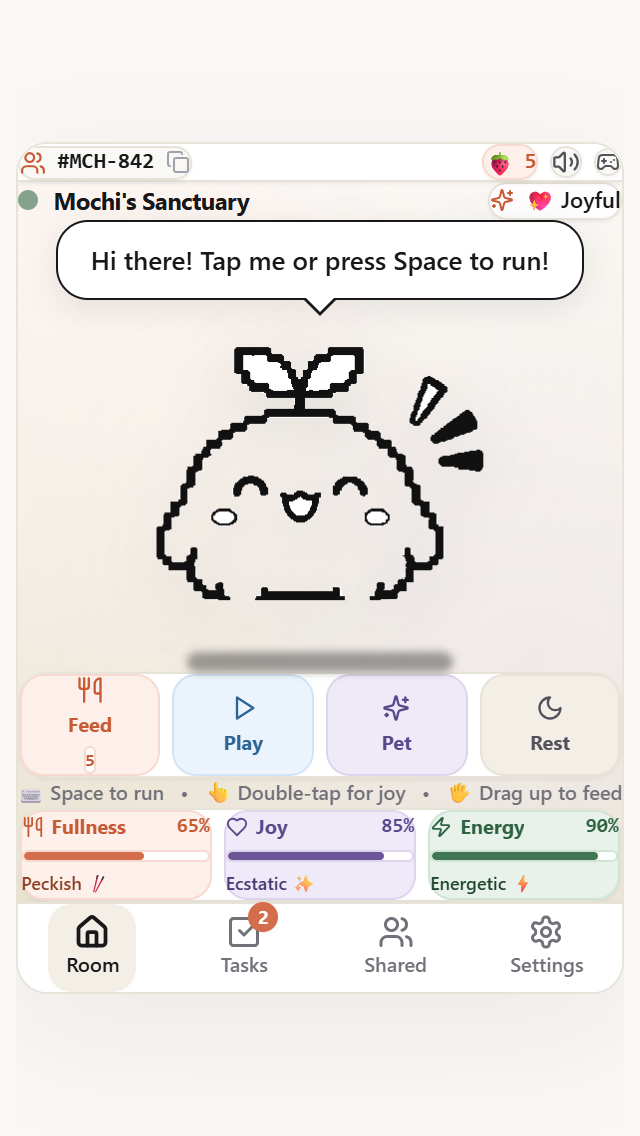 #MCH-842 5
Mochi's Sanctuary 💖 Joyful
Hi there! Tap me or press Space to run!
Feed Play Pet Rest
5
Space to run • Double-tap for joy • Drag up to feed
Fullness 65% Joy 85% Energy 90%
Peckish 🥢 Ecstatic ✨ Energetic ⚡
2
Room Tasks Shared Settings